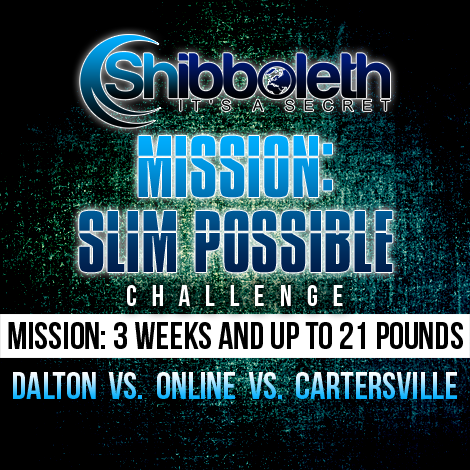 Shibboleth
IT'S A SECRET
MISSION:
SLIM POSSIBLE
CHALLENGE
MISSION: 3 WEEKS AND UP TO 21 POUNDS
DALTON VS. ONLINE VS. CARTERSVILLE